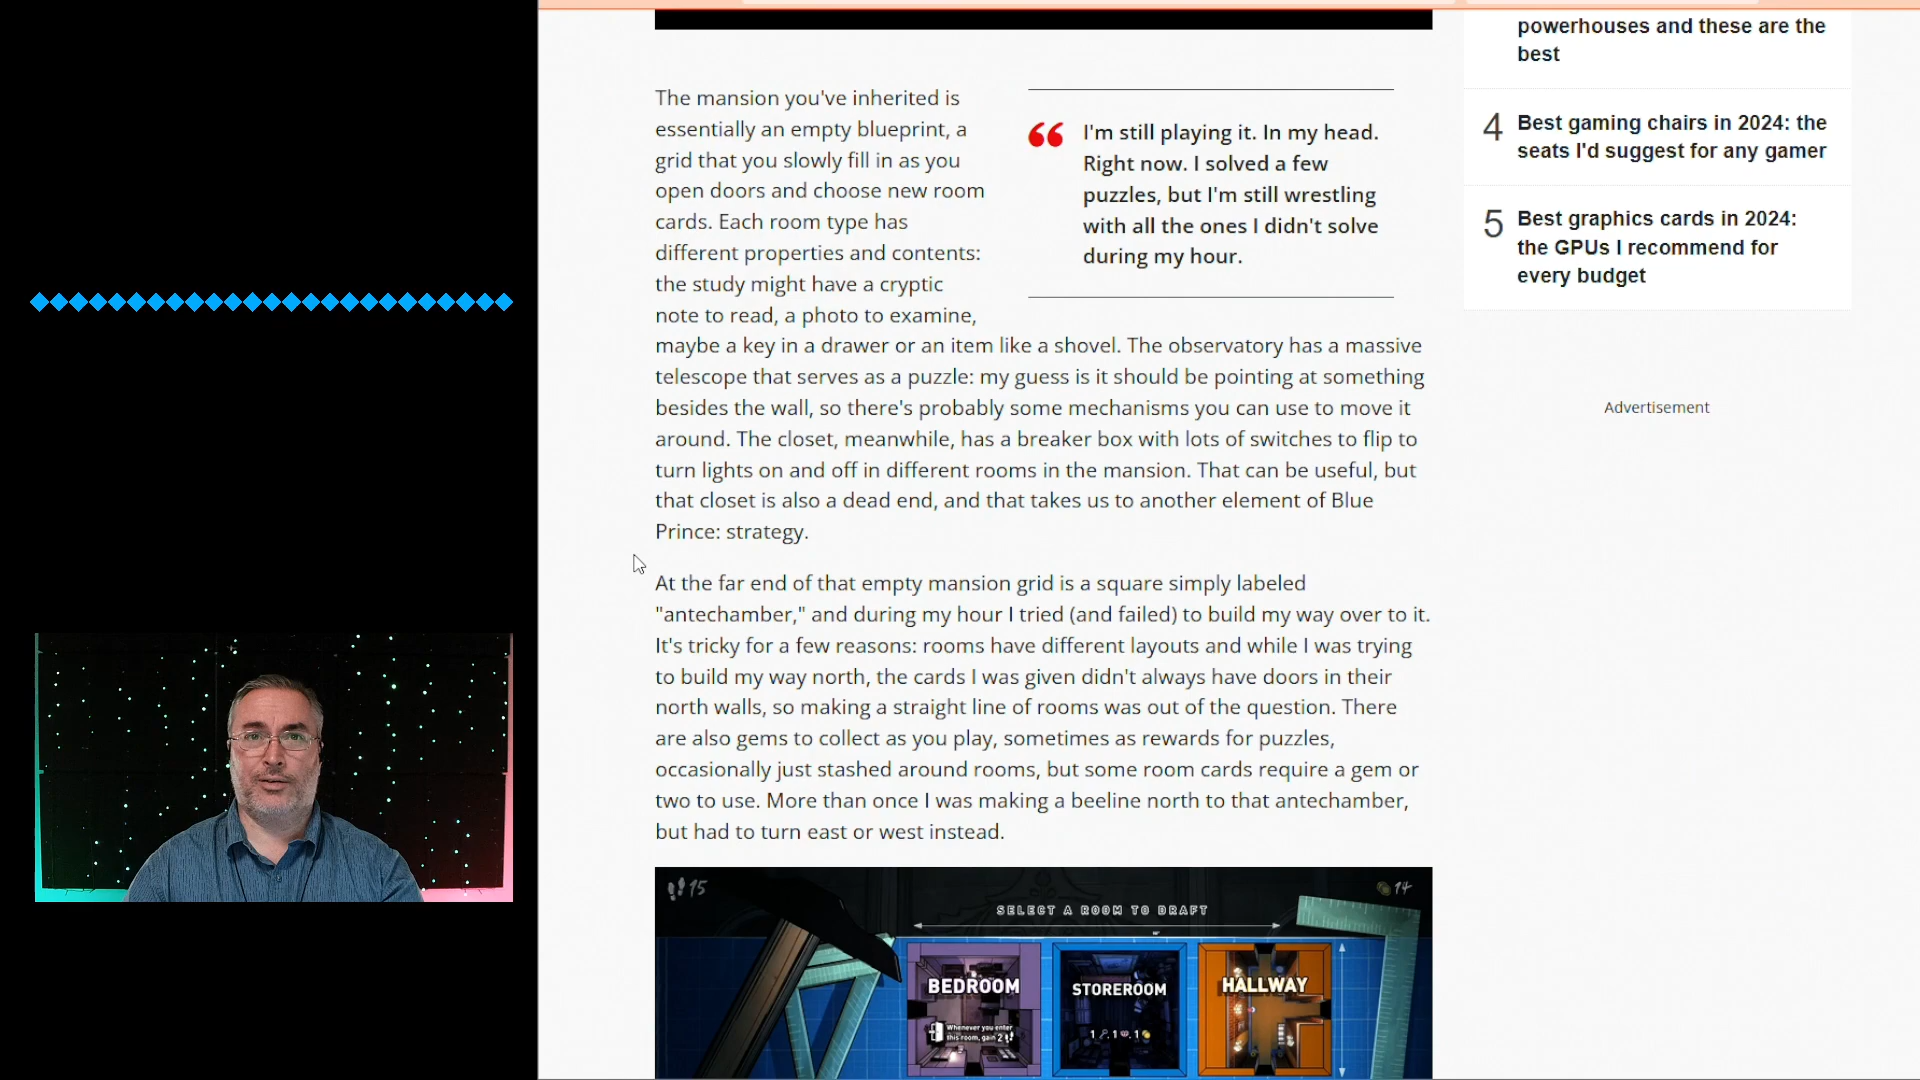 The mansion you've inherited is
essentially an empty blueprint, a
grid that you slowly fill in as you
open doors and choose new room
cards. Each room type has
different properties and contents:
the study might have a cryptic
note to read, a photo to examine,
maybe a key in a drawer or an item like a shovel. The observatory has a massive
telescope that serves as a puzzle: my guess is it should be pointing at something
besides the wall, so there's probably some mechanisms you can use to move it
around. The closet, meanwhile, has a breaker box with lots of switches to flip to
turn lights on and off in different rooms in the mansion. That can be useful, but
that closet is also a dead end, and that takes us to another element of Blue
Prince: strategy.
“
I'm still playing it. In my head.
Right now. I solved a few
puzzles, but I'm still wrestling
with all the ones I didn't solve
during my hour.
At the far end of that empty mansion grid is a square simply labeled
"antechamber," and during my hour I tried (and failed) to build my way over to it.
It's tricky for a few reasons: rooms have different layouts and while I was trying
to build my way north, the cards I was given didn't always have doors in their
north walls, so making a straight line of rooms was out of the question. There
are also gems to collect as you play, sometimes as rewards for puzzles,
occasionally just stashed around rooms, but some room cards require a gem or
two to use. More than once I was making a beeline north to that antechamber,
but had to turn east or west instead.
15
14
SELECT A ROOM TO DRAFT
BEDROOM
Whenever you enter
this room, gain 2
STOREROOM
1 1 1
HALLWAY
powerhouses and these are the
best
4 Best gaming chairs in 2024: the
seats I'd suggest for any gamer
5 Best graphics cards in 2024:
the GPUs I recommend for
every budget
Advertisement